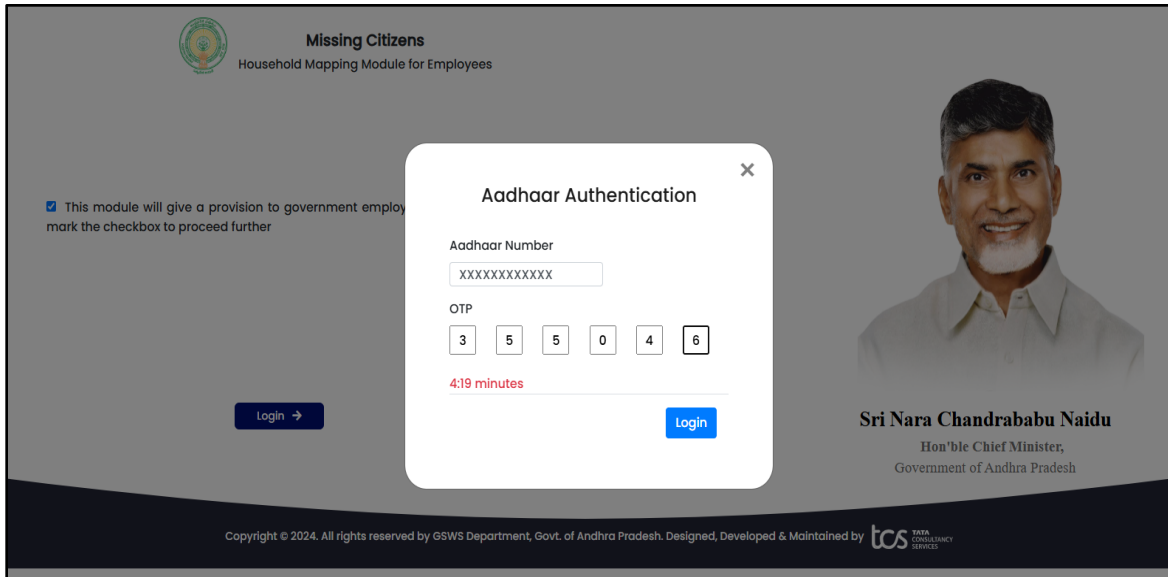 Missing Citizens
Household Mapping Module for Employees
This module will give a provision to government employ
mark the checkbox to proceed further
Login →
×
Aadhaar Authentication
Aadhaar Number
XXXXXXXXXXXX
OTP
3 5 5 0 4 6
4:19 minutes
Login
Sri Nara Chandrababu Naidu
Hon'ble Chief Minister,
Government of Andhra Pradesh
Copyright © 2024. All rights reserved by GSWS Department, Govt. of Andhra Pradesh. Designed, Developed & Maintained by tcs TATA CONSULTANCY SERVICES